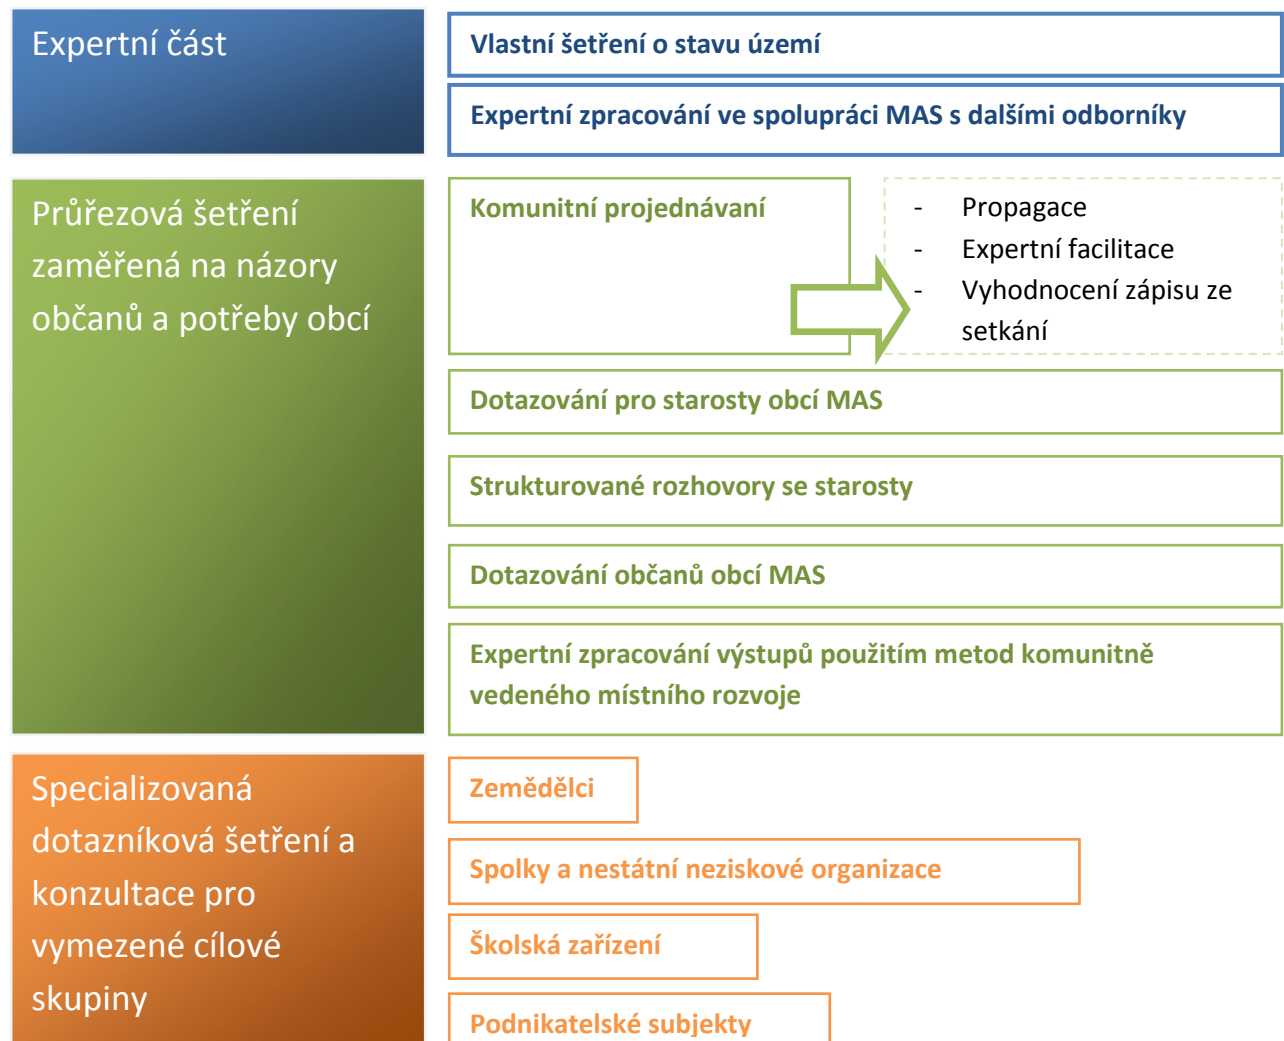 Expertní část
Vlastní šetření o stavu území
Expertní zpracování ve spolupráci MAS s dalšími odborníky
Průřezová šetření
zaměřená na názory
občanů a potřeby obcí
Komunitní projednávaní
- Propagace
- Expertní facilitace
- Vyhodnocení zápisu ze
setkání
Dotazování pro starosty obcí MAS
Strukturované rozhovory se starosty
Dotazování občanů obcí MAS
Expertní zpracování výstupů použitím metod komunitně
vedeného místního rozvoje
Specializovaná
dotazníková šetření a
konzultace pro
vymezené cílové
skupiny
Zemědělci
Spolky a nestátní neziskové organizace
Školská zařízení
Podnikatelské subjekty